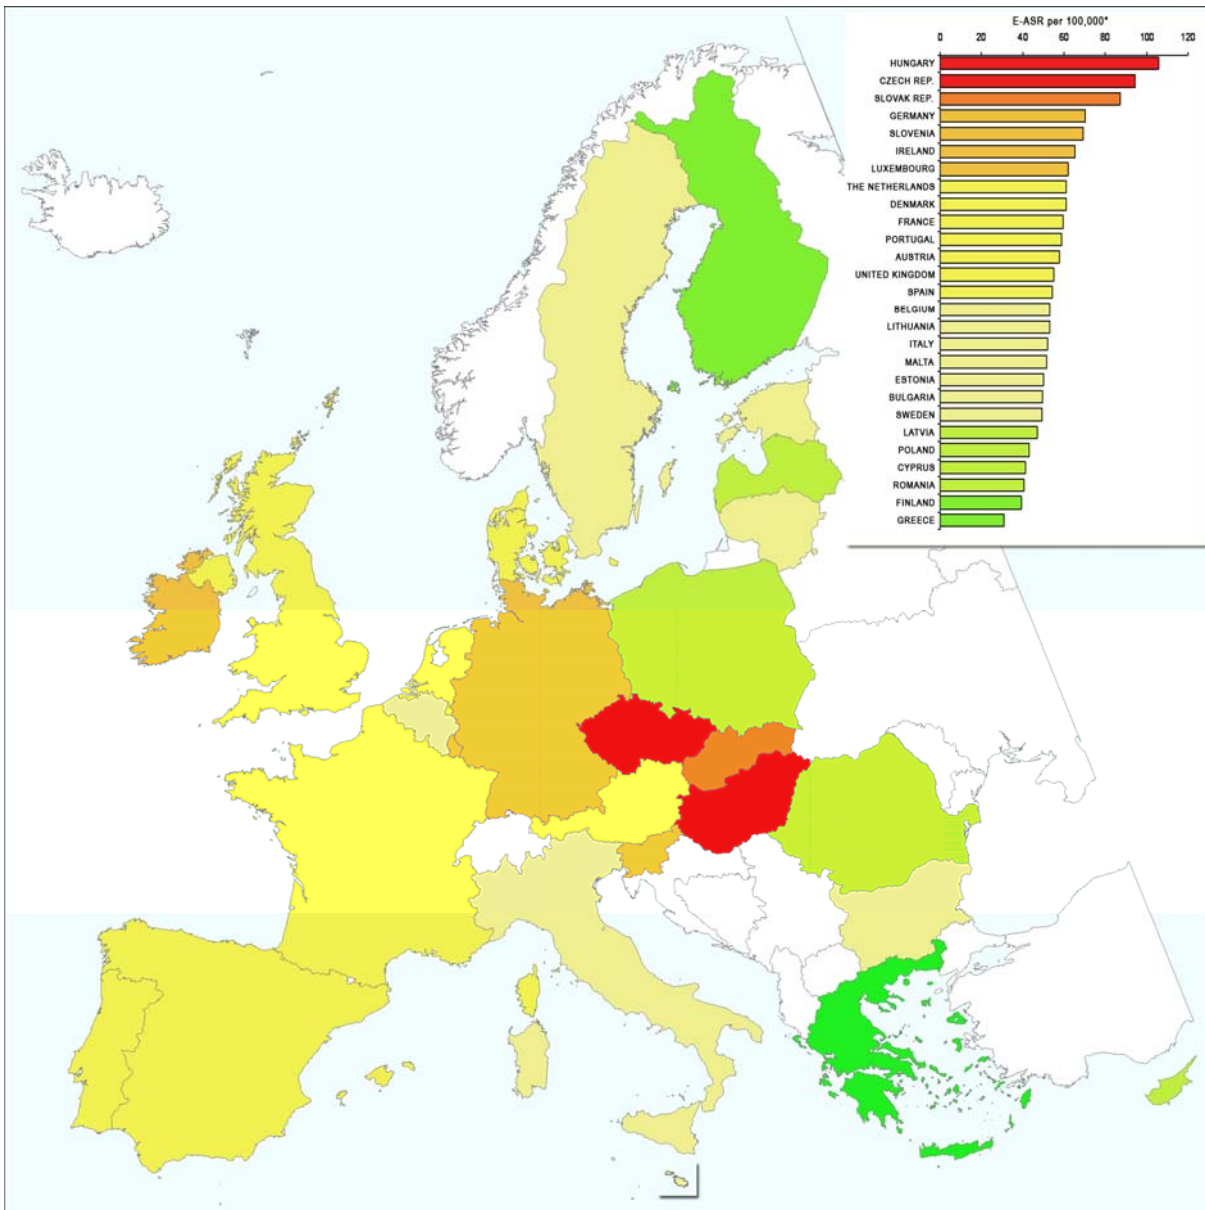 E-ASR per 100,000*
0 20 40 60 80 100 120
HUNGARY
CZECH REP.
SLOVAK REP.
GERMANY
SLOVENIA
IRELAND
LUXEMBOURG
THE NETHERLANDS
DENMARK
FRANCE
PORTUGAL
AUSTRIA
UNITED KINGDOM
SPAIN
BELGIUM
LITHUANIA
ITALY
MALTA
ESTONIA
BULGARIA
SWEDEN
LATVIA
POLAND
CYPRUS
ROMANIA
FINLAND
GREECE